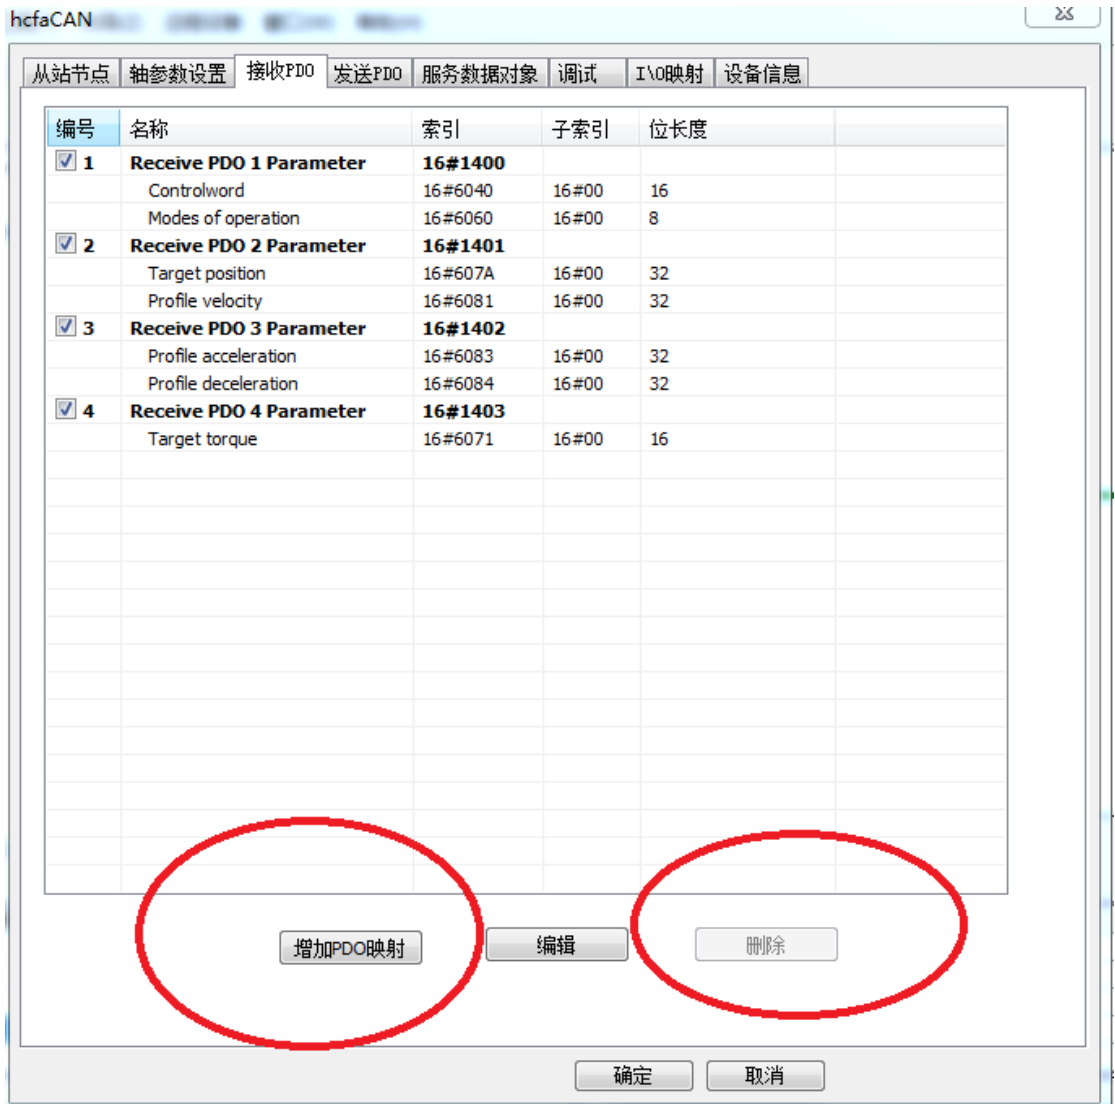 hcfaCAN
从站节点 轴参数设置 接收PDO 发送PDO 服务数据对象 调试 I\O映射 设备信息
编号 名称 索引 子索引 位长度
1 Receive PDO 1 Parameter 16#1400
Controlword 16#6040 16#00 16
Modes of operation 16#6060 16#00 8
2 Receive PDO 2 Parameter 16#1401
Target position 16#607A 16#00 32
Profile velocity 16#6081 16#00 32
3 Receive PDO 3 Parameter 16#1402
Profile acceleration 16#6083 16#00 32
Profile deceleration 16#6084 16#00 32
4 Receive PDO 4 Parameter 16#1403
Target torque 16#6071 16#00 16
增加PDO映射 编辑 删除
确定 取消